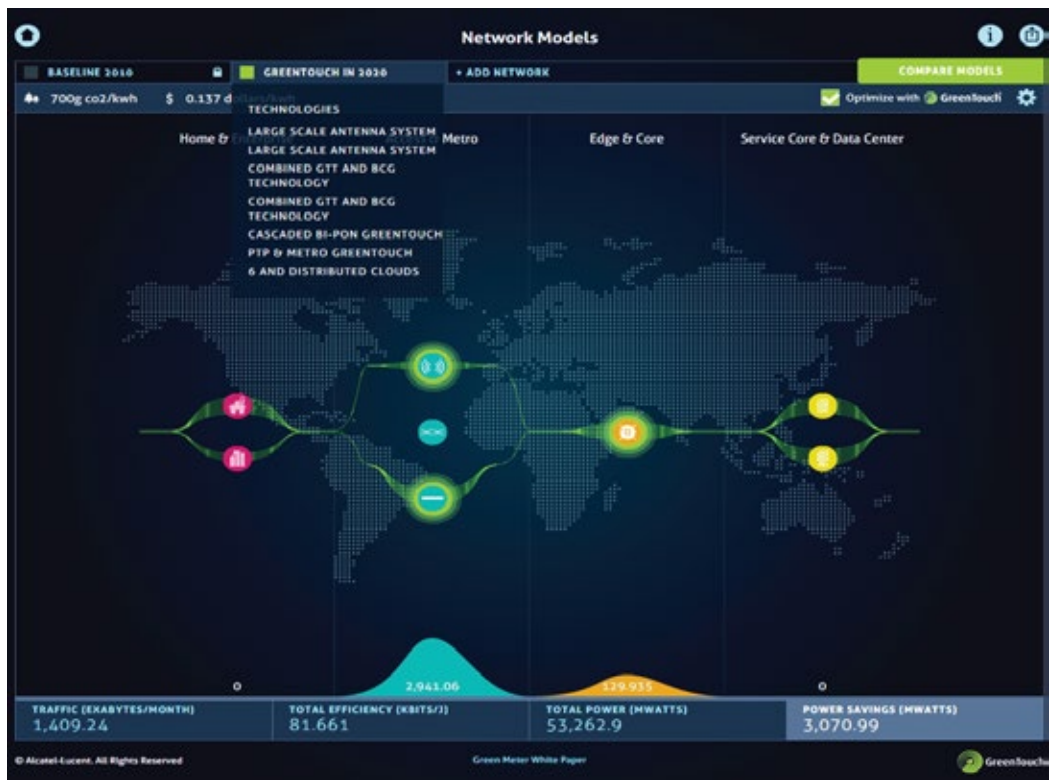 Network Models
BASELINE 2010
GREENTOUCH IN 2020
+ ADD NETWORK
COMPARE MODELS
700g co2/kwh
$ 0.137 d
Optimize with GreenTouch
TECHNOLOGIES
Home &
Metro
Edge & Core
Service Core & Data Center
LARGE SCALE ANTENNA SYSTEM
LARGE SCALE ANTENNA SYSTEM
COMBINED GTT AND BCG
TECHNOLOGY
COMBINED GTT AND BCG
TECHNOLOGY
CASCADED BI-PON GREENTOUCH
PTP & METRO GREENTOUCH
6 AND DISTRIBUTED CLOUDS
0
2,941.06
129.935
0
TRAFFIC (EXABYTES/MONTH)
1,409.24
TOTAL EFFICIENCY (KBITS/J)
81.661
TOTAL POWER (MWATTS)
53,262.9
POWER SAVINGS (MWATTS)
3,070.99
© Alcatel-Lucent. All Rights Reserved
Green Meter White Paper
GreenTouch